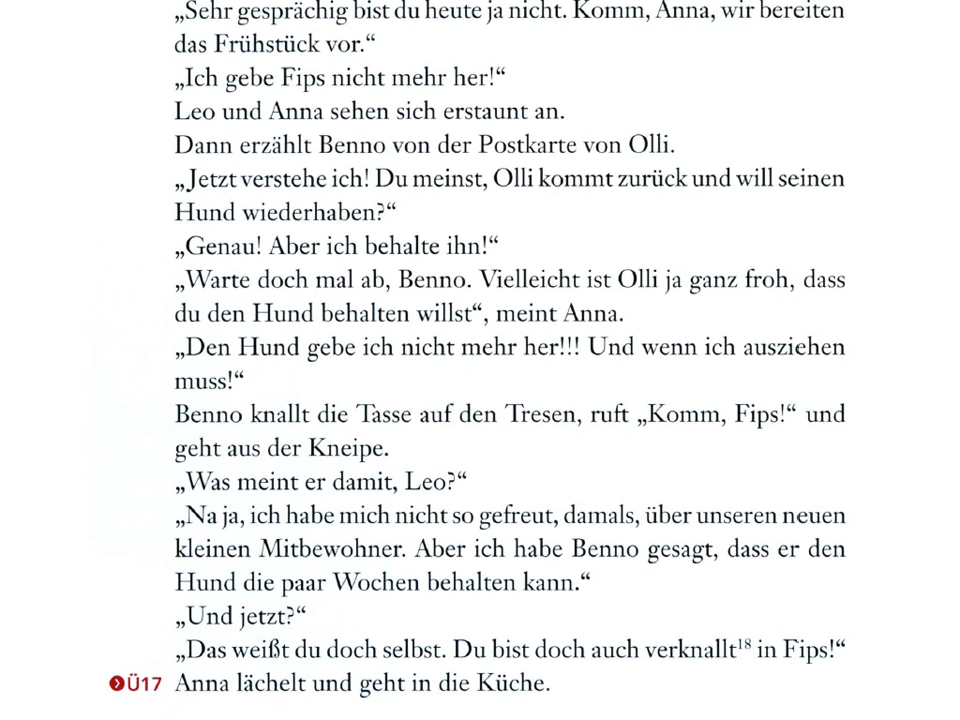 „Sehr gesprächig bist du heute ja nicht. Komm, Anna, wir bereiten
das Frühstück vor.“
„Ich gebe Fips nicht mehr her!“
Leo und Anna sehen sich erstaunt an.
Dann erzählt Benno von der Postkarte von Olli.
„Jetzt verstehe ich! Du meinst, Olli kommt zurück und will seinen
Hund wiederhaben?“
„Genau! Aber ich behalte ihn!“
„Warte doch mal ab, Benno. Vielleicht ist Olli ja ganz froh, dass
du den Hund behalten willst“, meint Anna.
„Den Hund gebe ich nicht mehr her!!! Und wenn ich ausziehen
muss!“
Benno knallt die Tasse auf den Tresen, ruft „Komm, Fips!“ und
geht aus der Kneipe.
„Was meint er damit, Leo?“
„Na ja, ich habe mich nicht so gefreut, damals, über unseren neuen
kleinen Mitbewohner. Aber ich habe Benno gesagt, dass er den
Hund die paar Wochen behalten kann.“
„Und jetzt?“
„Das weißt du doch selbst. Du bist doch auch verknallt¹⁸ in Fips!“
Ü17 Anna lächelt und geht in die Küche.